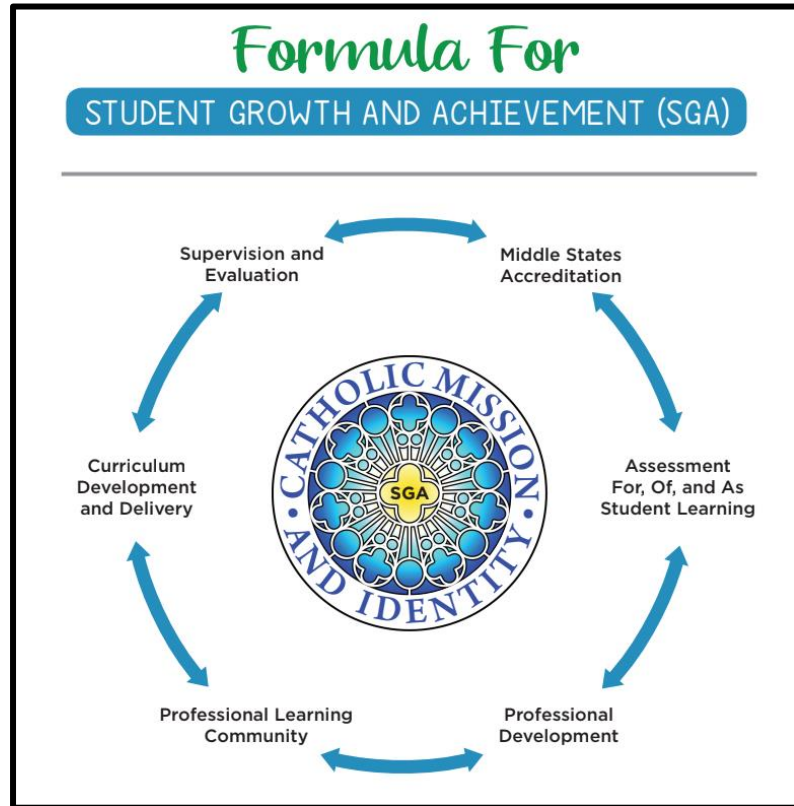 Formula For
STUDENT GROWTH AND ACHIEVEMENT (SGA)
Supervision and
Evaluation
Middle States
Accreditation
Curriculum
Development
and Delivery
CATHOLIC MISSION
• AND IDENTITY •
SGA
Assessment
For, Of, and As
Student Learning
Professional Learning
Community
Professional
Development